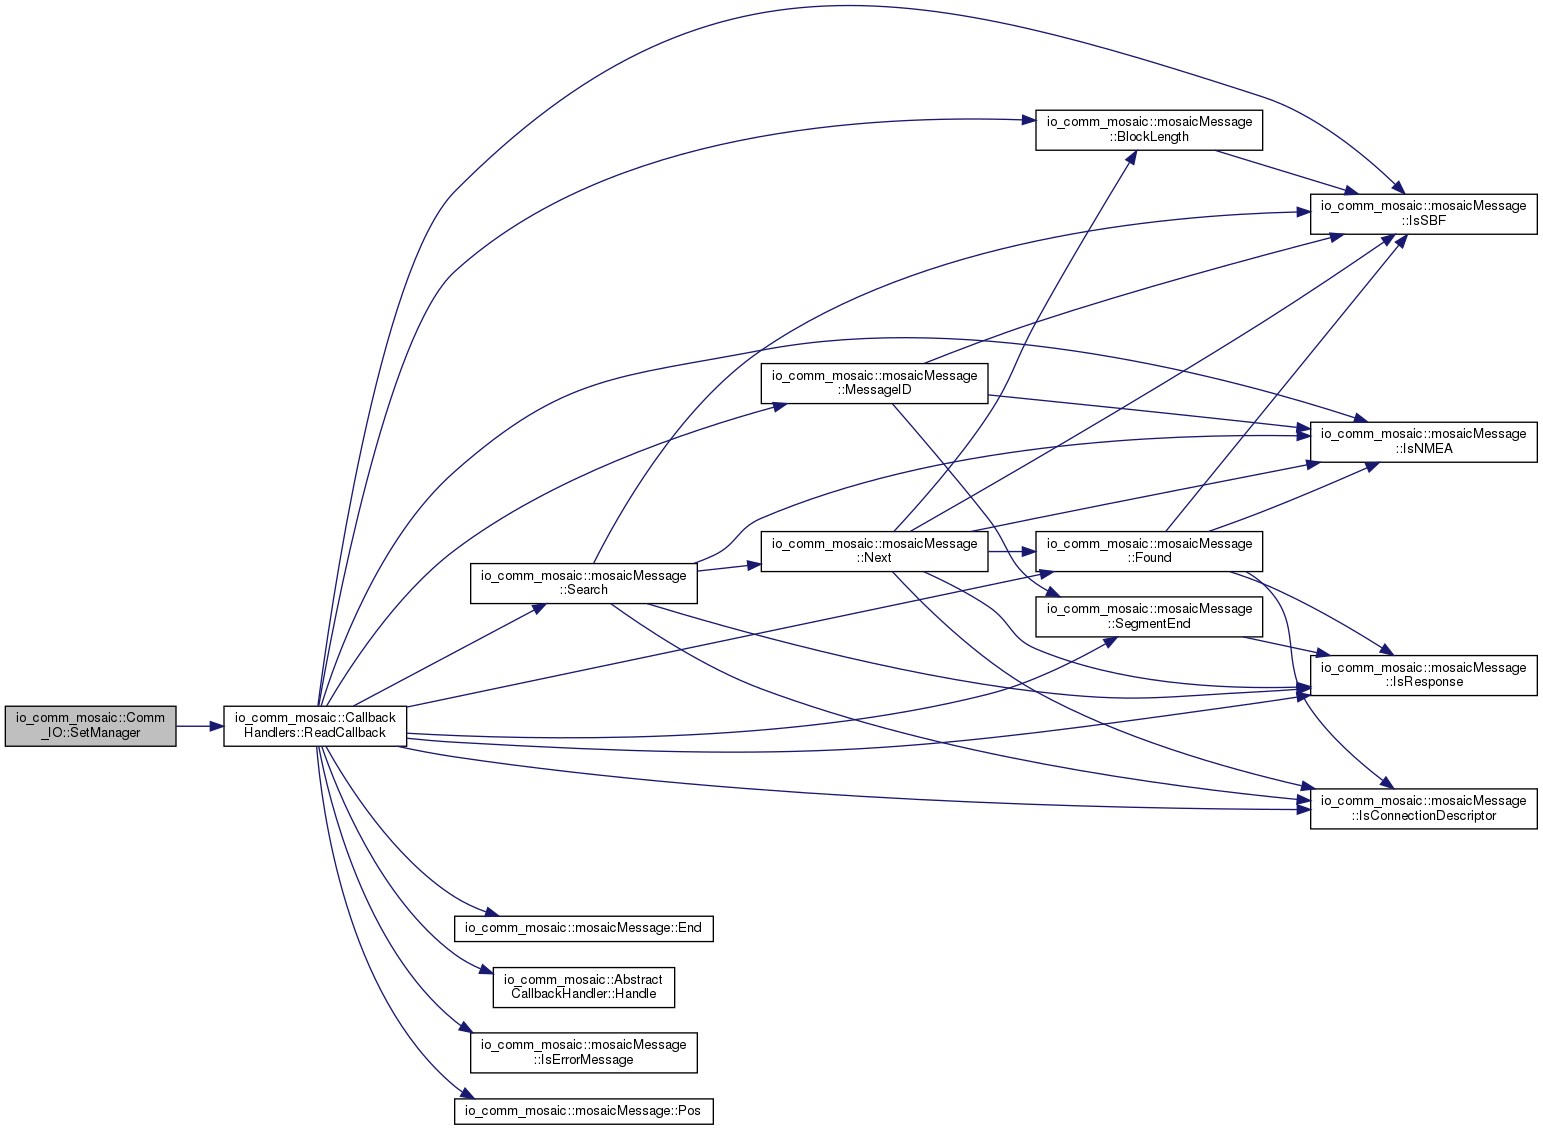 io_comm_mosaic::mosaicMessage
::BlockLength
io_comm_mosaic::mosaicMessage
::IsSBF
io_comm_mosaic::mosaicMessage
::MessageID
io_comm_mosaic::mosaicMessage
::IsNMEA
io_comm_mosaic::mosaicMessage
::Next
io_comm_mosaic::mosaicMessage
::Found
io_comm_mosaic::mosaicMessage
::Search
io_comm_mosaic::mosaicMessage
::SegmentEnd
io_comm_mosaic::mosaicMessage
::IsResponse
io_comm_mosaic::Comm
_IO::SetManager
io_comm_mosaic::Callback
Handlers::ReadCallback
io_comm_mosaic::mosaicMessage
::IsConnectionDescriptor
io_comm_mosaic::mosaicMessage::End
io_comm_mosaic::Abstract
CallbackHandler::Handle
io_comm_mosaic::mosaicMessage
::IsErrorMessage
io_comm_mosaic::mosaicMessage::Pos